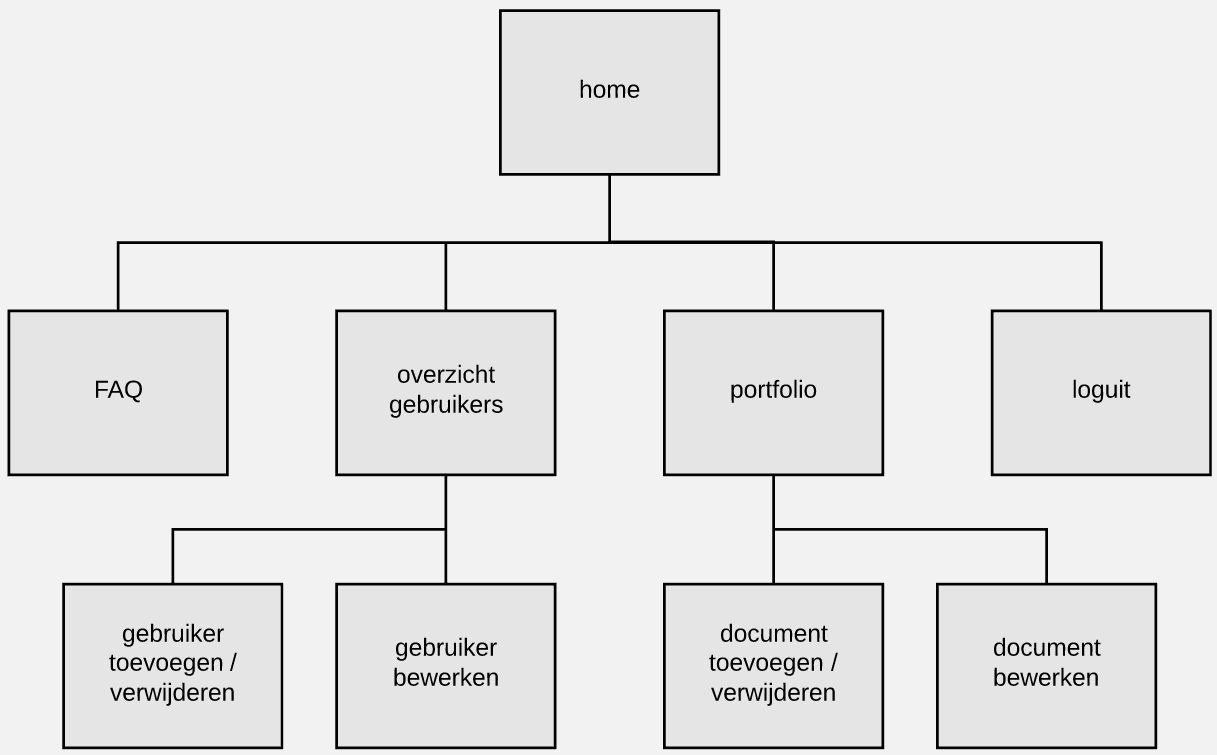 home
FAQ
overzicht
gebruikers
portfolio
loguit
gebruiker
toevoegen /
verwijderen
gebruiker
bewerken
document
toevoegen /
verwijderen
document
bewerken